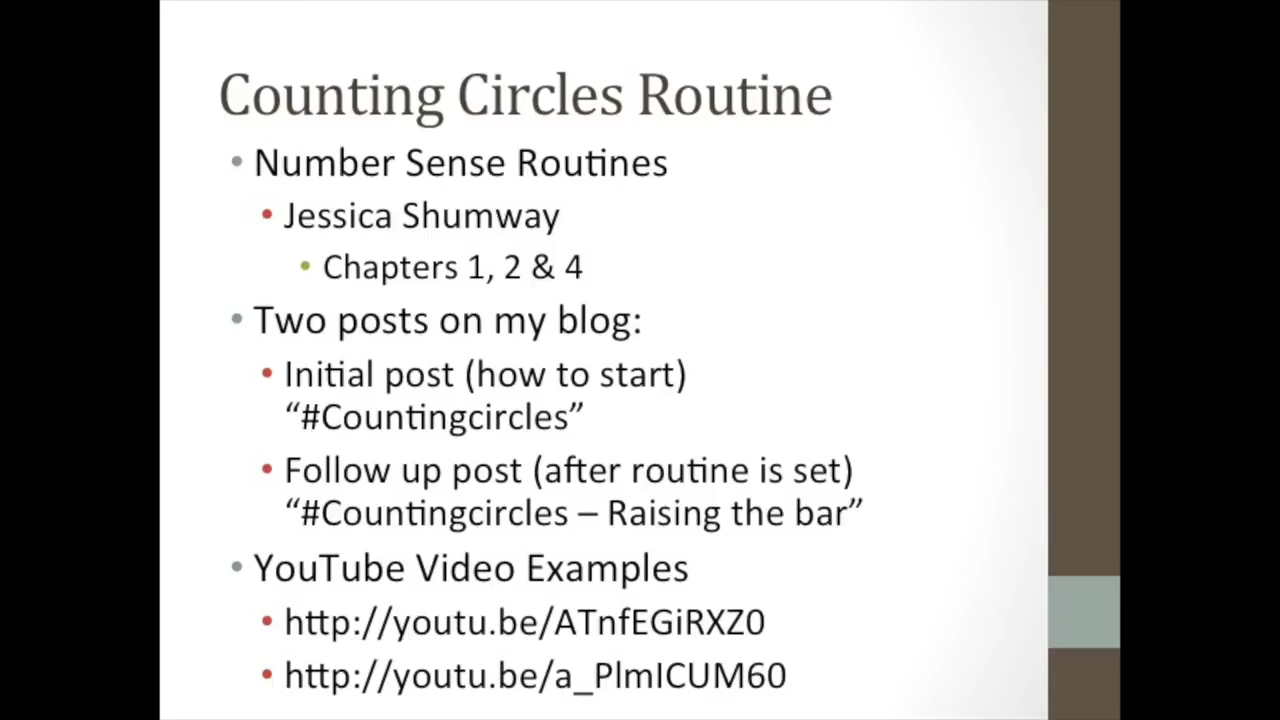 Counting Circles Routine
• Number Sense Routines
• Jessica Shumway
• Chapters 1, 2 & 4
• Two posts on my blog:
• Initial post (how to start)
“#Countingcircles”
• Follow up post (after routine is set)
“#Countingcircles – Raising the bar”
• YouTube Video Examples
• http://youtu.be/ATnfEGiRXZ0
• http://youtu.be/a_PlmICUM60